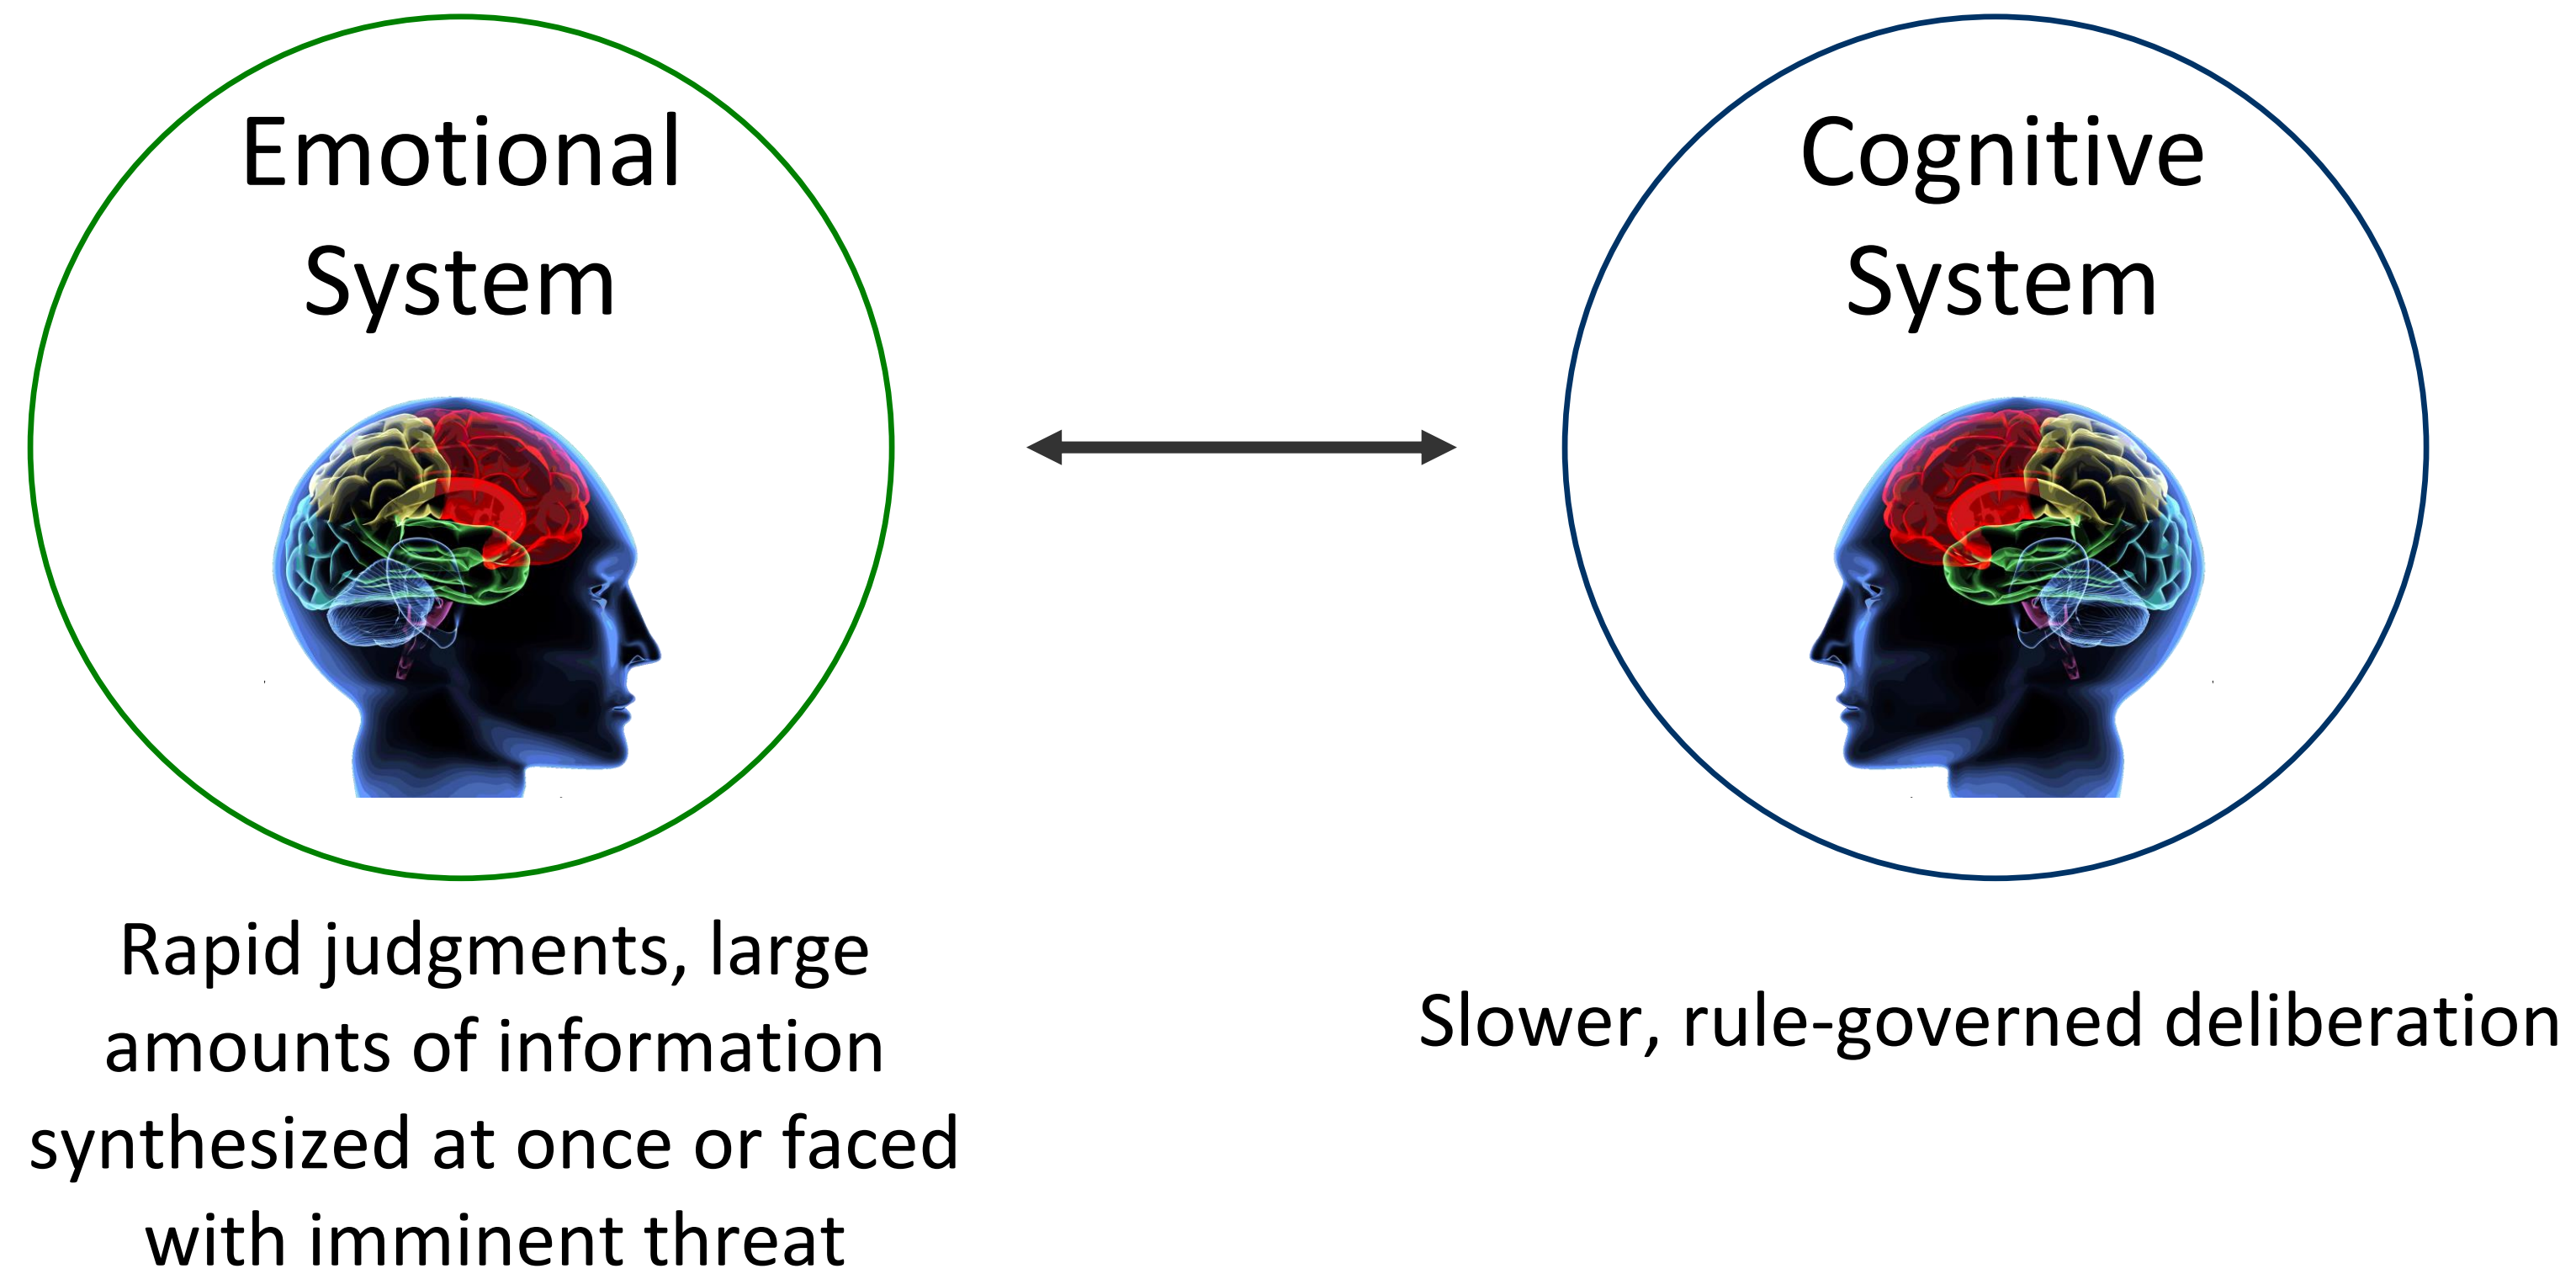 Emotional
System
Cognitive
System
Rapid judgments, large
amounts of information
synthesized at once or faced
with imminent threat
Slower, rule-governed deliberation